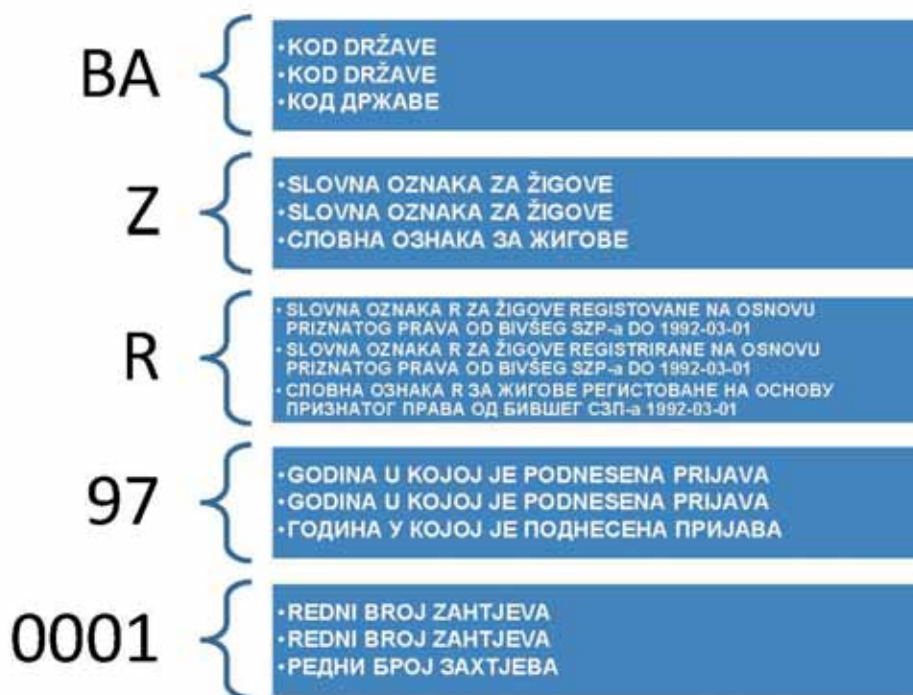 BA
•KOD DRŽAVE
•KOD DRŽAVE
•КОД ДРЖАВЕ
Z
•SLOVNA OZNAKA ZA ŽIGOVE
•SLOVNA OZNAKA ZA ŽIGOVE
•СЛОВНА ОЗНАКА ЗА ЖИГОВЕ
R
• SLOVNA OZNAKA R ZA ŽIGOVE REGISTOVANE NA OSNOVU
PRIZNATOG PRAVA OD BIVŠEG SZP-a DO 1992-03-01
• SLOVNA OZNAKA R ZA ŽIGOVE REGISTRIRANE NA OSNOVU
PRIZNATOG PRAVA OD BIVŠEG SZP-a DO 1992-03-01
• СЛОВНА ОЗНАКА R ЗА ЖИГОВЕ РЕГИСТОВАНЕ НА ОСНОВУ
ПРИЗНАТОГ ПРАВА ОД БИВШЕГ СЗП-а 1992-03-01
97
•GODINA U KOJOJ JE PODNESENA PRIJAVA
•GODINA U KOJOJ JE PODNESENA PRIJAVA
•ГОДИНА У КОЈОЈ ЈЕ ПОДНЕСЕНА ПРИЈАВА
0001
•REDNI BROJ ZAHTJEVA
•REDNI BROJ ZAHTJEVA
•РЕДНИ БРОЈ ЗАХТЈЕВА